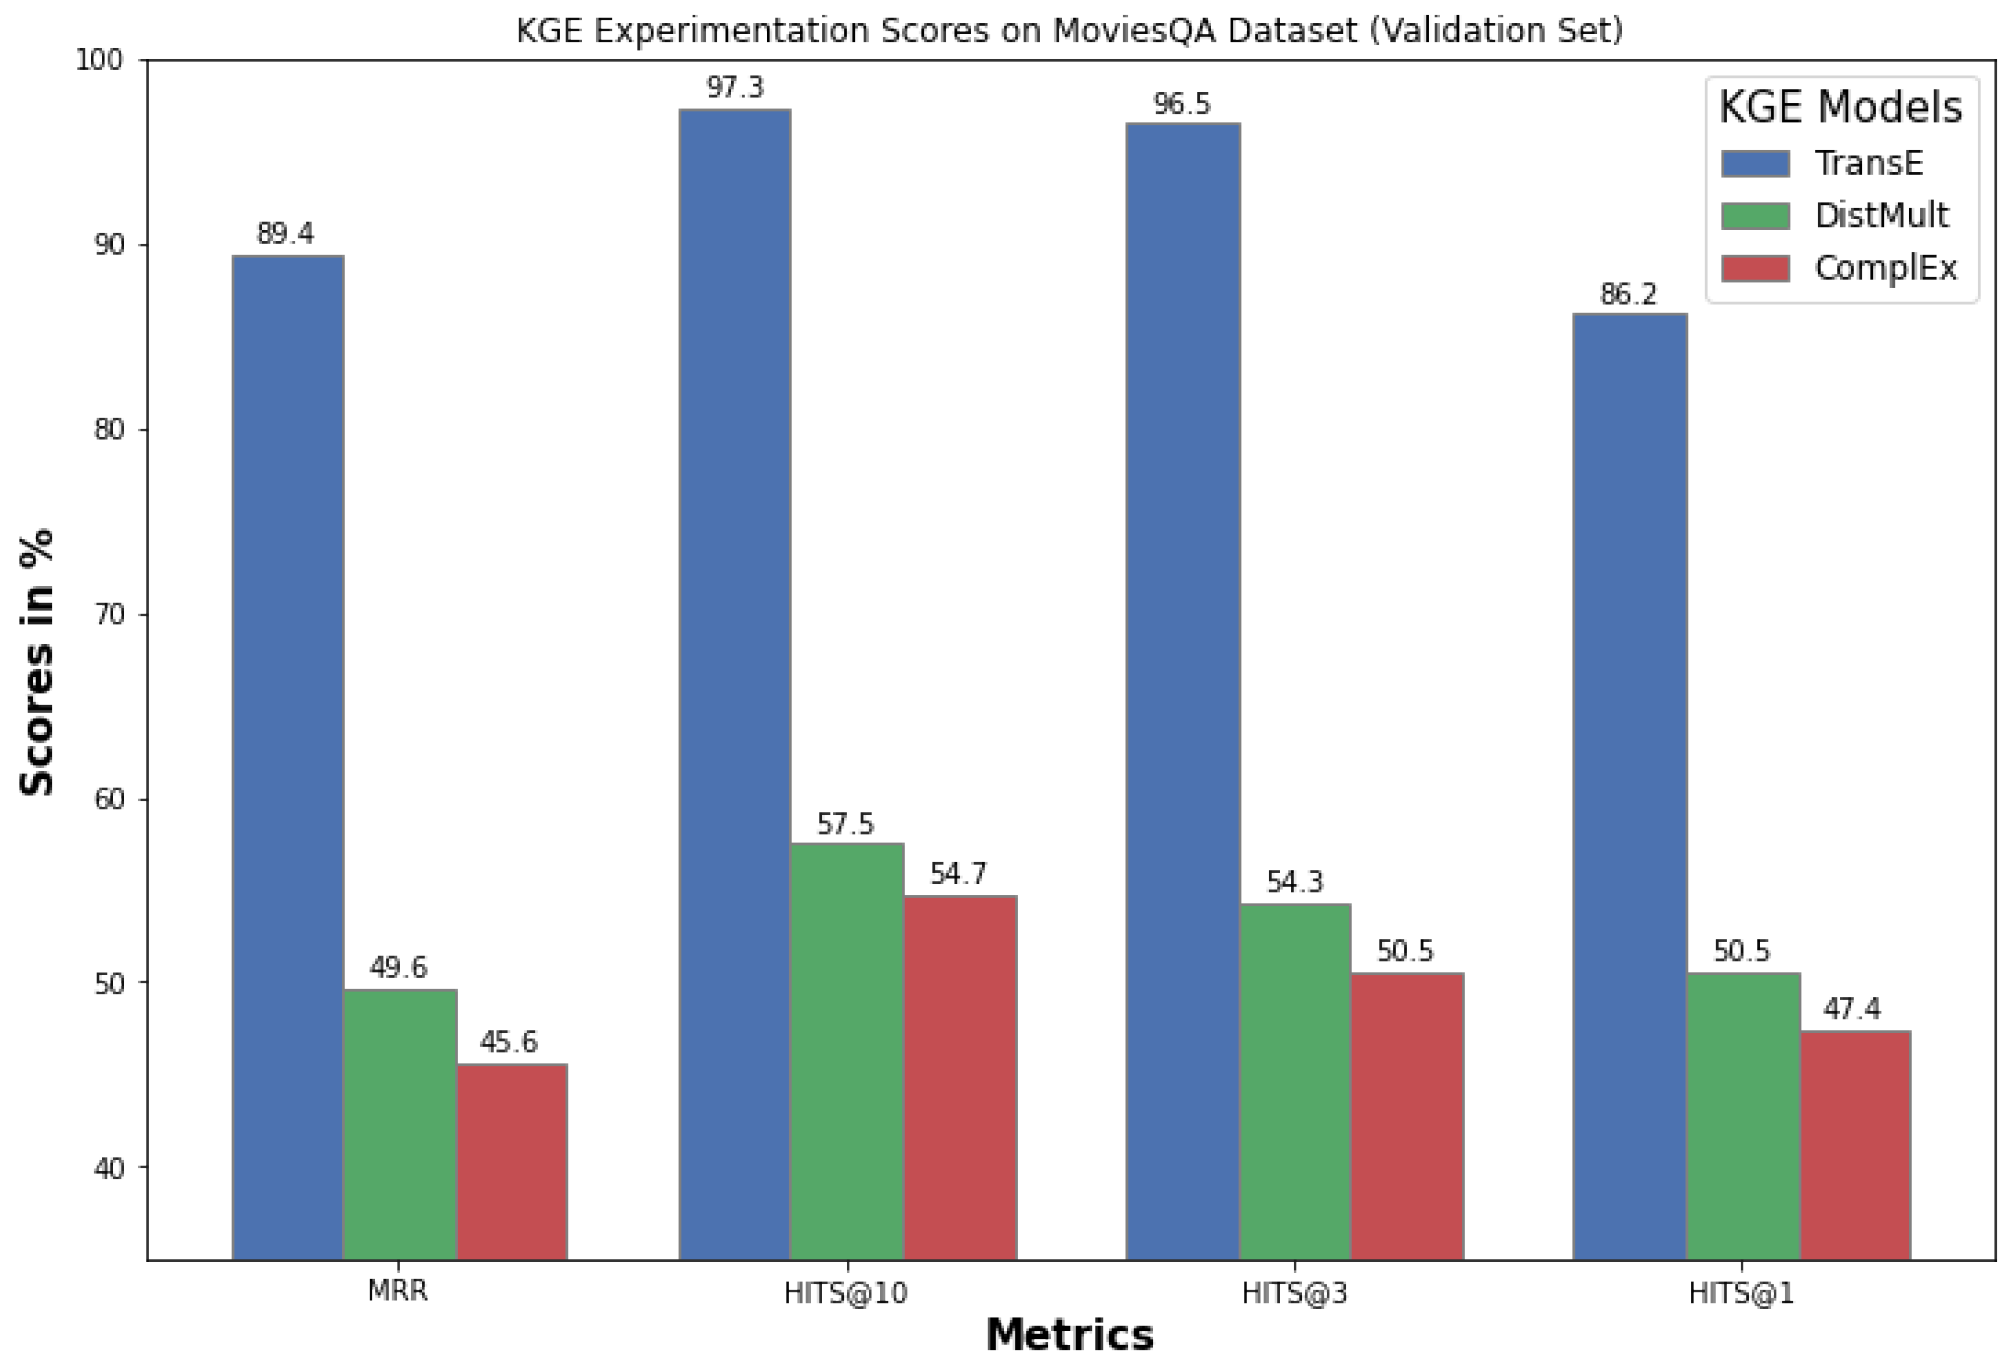 KGE Experimentation Scores on MoviesQA Dataset (Validation Set)
Scores in %
100
90
80
70
60
50
40
89.4
49.6
45.6
97.3
57.5
54.7
96.5
54.3
50.5
86.2
50.5
47.4
KGE Models
TransE
DistMult
ComplEx
MRR
HITS@10
HITS@3
HITS@1
Metrics